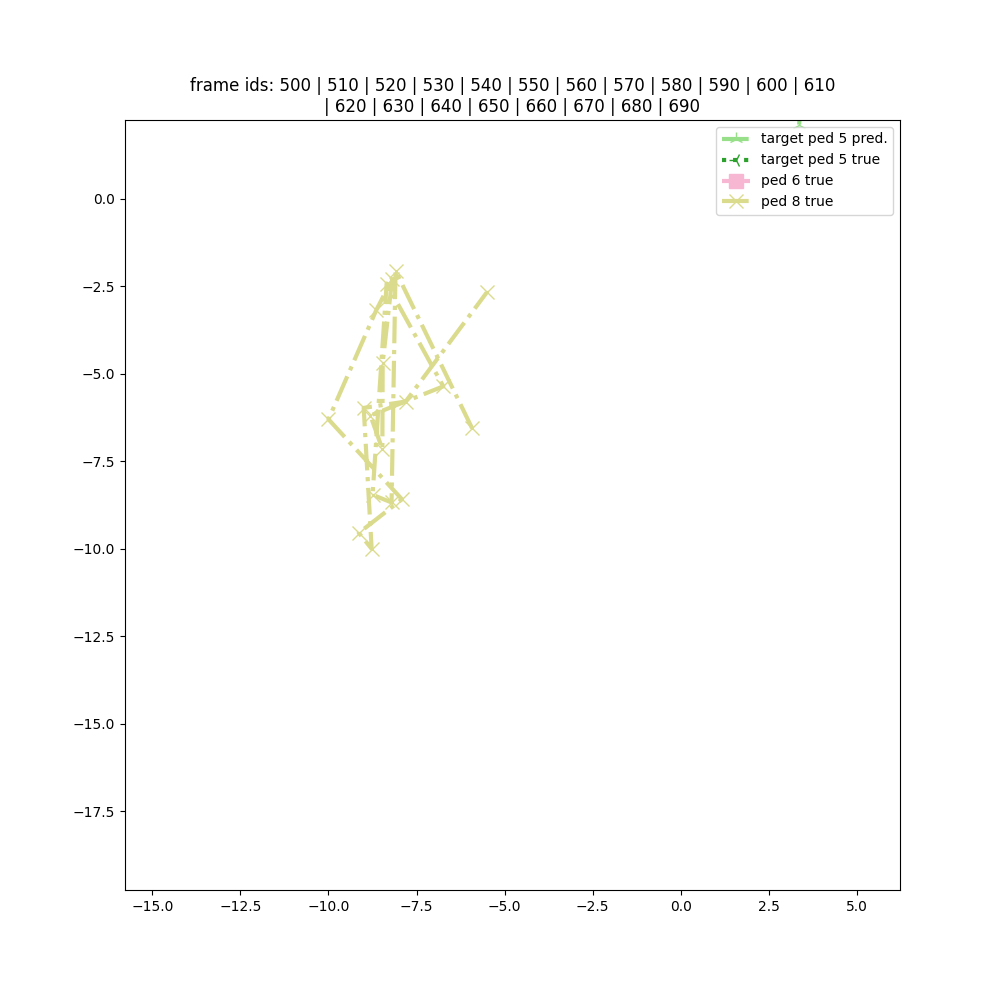 frame ids: 500 | 510 | 520 | 530 | 540 | 550 | 560 | 570 | 580 | 590 | 600 | 610
| 620 | 630 | 640 | 650 | 660 | 670 | 680 | 690
target ped 5 pred.
target ped 5 true
ped 6 true
ped 8 true
0.0
−2.5
−5.0
−7.5
−10.0
−12.5
−15.0
−17.5
−15.0 −12.5 −10.0 −7.5 −5.0 −2.5 0.0 2.5 5.0